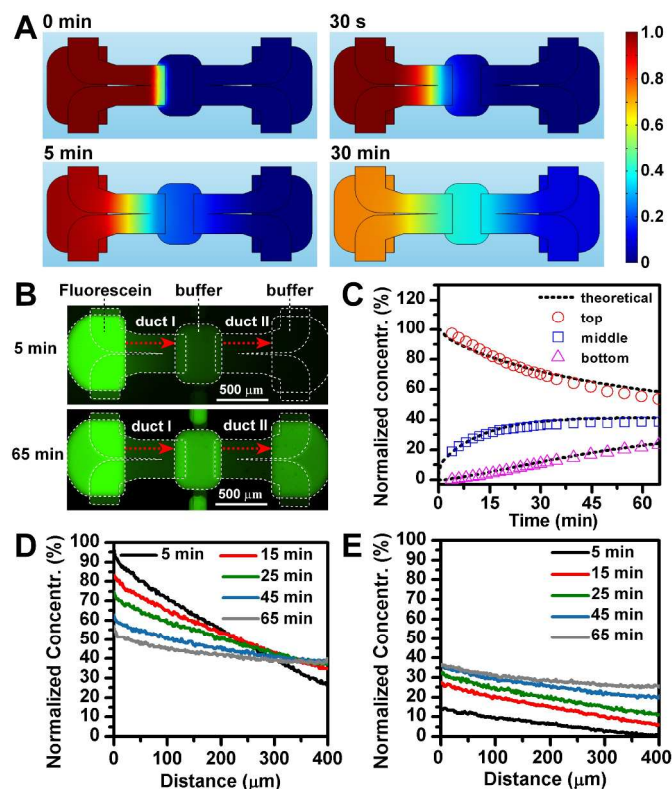 A
0 min
30 s
5 min
30 min
1.0
0.8
0.6
0.4
0.2
0
B
Fluorescein buffer buffer
5 min
duct I
duct II
500 μm
65 min
duct I
duct II
500 μm
C
Normalized concentr. (%)
120
100
80
60
40
20
0
0 15 30 45 60
Time (min)
theoretical
top
middle
bottom
D
Normalized Concentr. (%)
100
90
80
70
60
50
40
30
20
10
0
0 100 200 300 400
Distance (μm)
5 min
15 min
25 min
45 min
65 min
E
Normalized Concentr. (%)
100
90
80
70
60
50
40
30
20
10
0
0 100 200 300 400
Distance (μm)
5 min
15 min
25 min
45 min
65 min